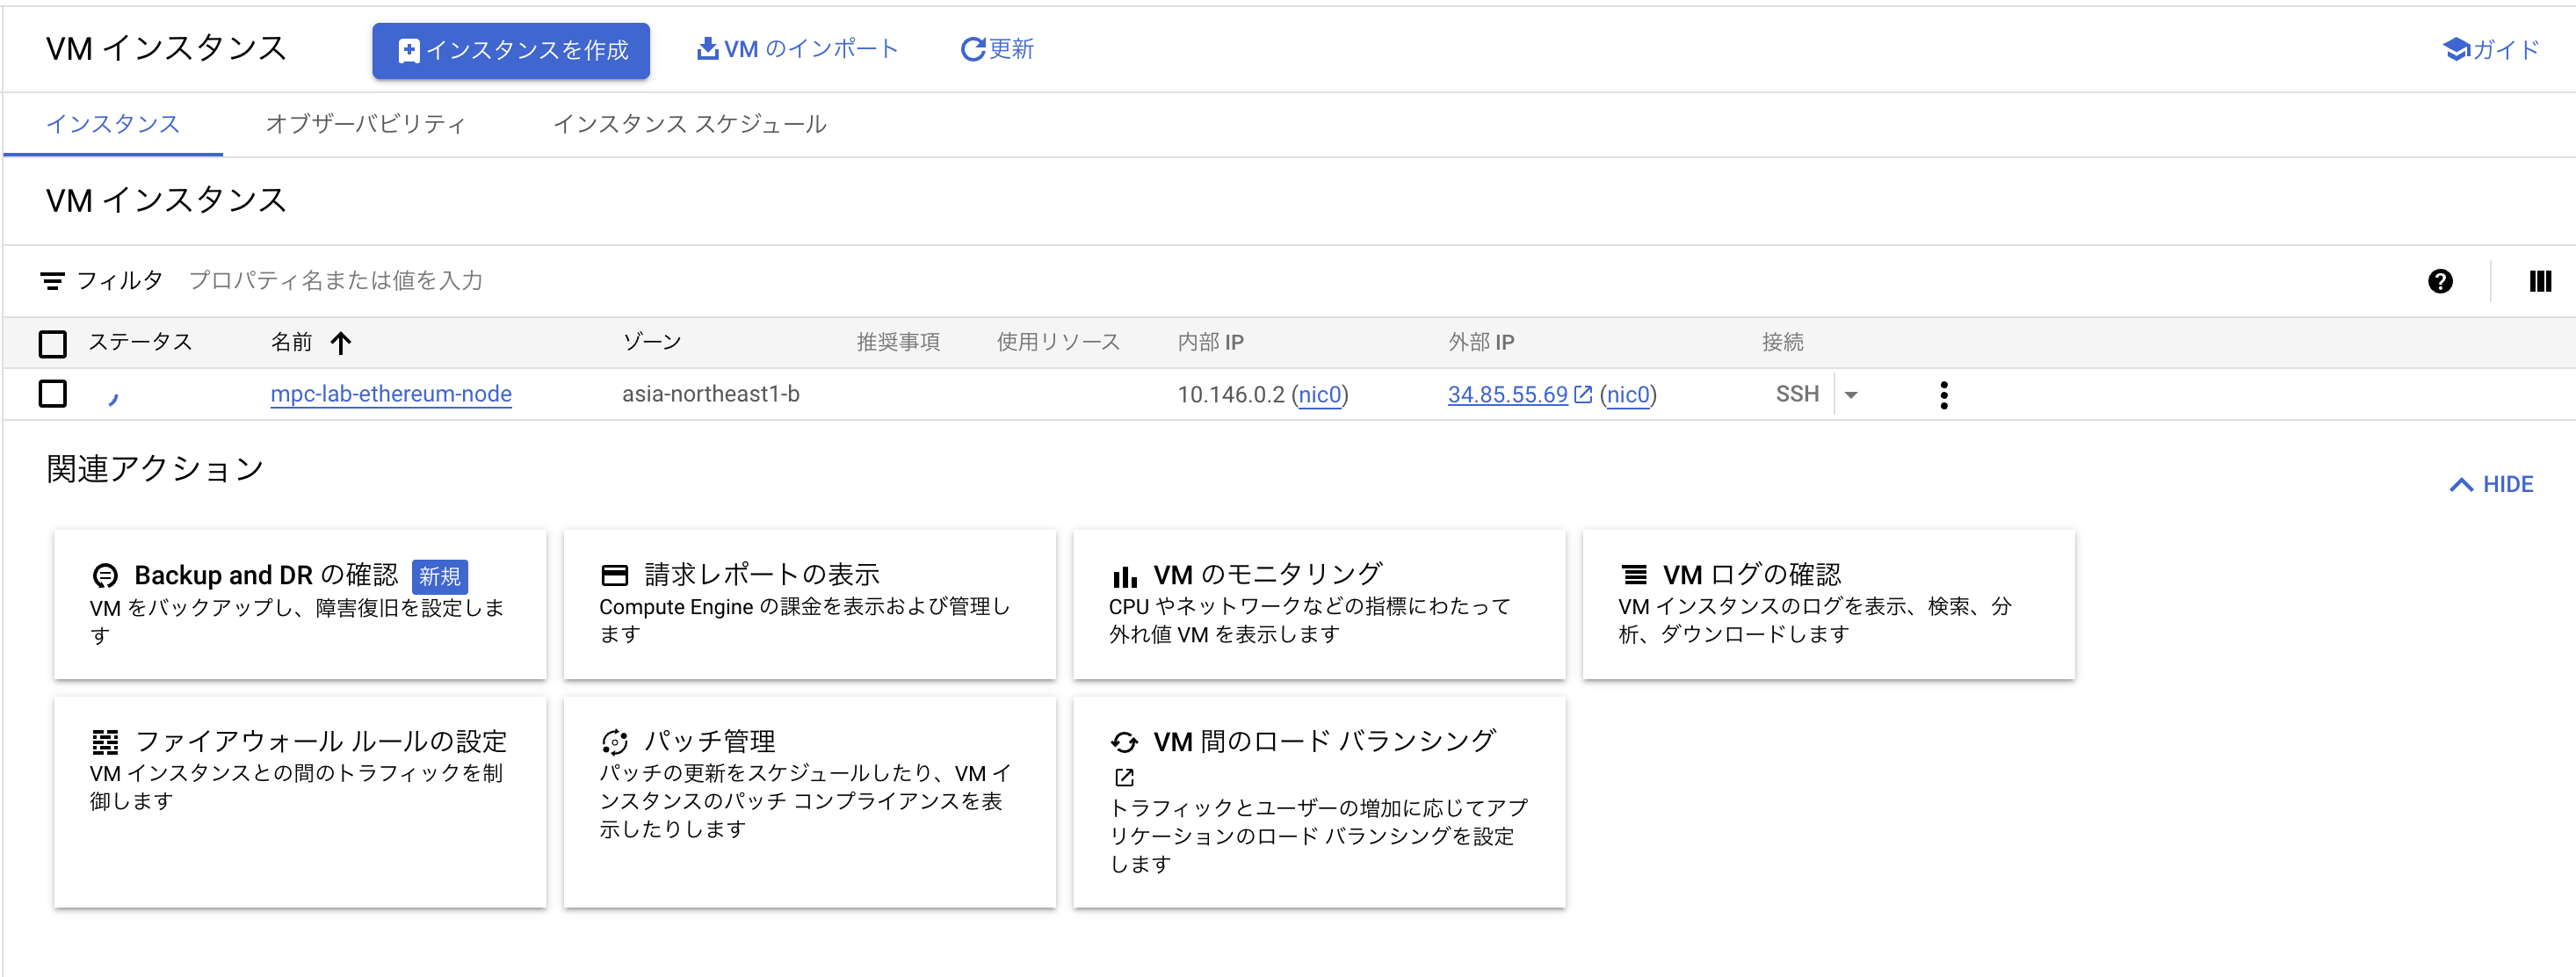 VM インスタンス
インスタンスを作成
VM のインポート
更新
ガイド
インスタンス
オブザーバビリティ
インスタンス スケジュール
VM インスタンス
フィルタ プロパティ名または値を入力
ステータス 名前 ゾーン 推奨事項 使用リソース 内部 IP 外部 IP 接続
mpc-lab-ethereum-node asia-northeast1-b 10.146.0.2 (nic0) 34.85.55.69 (nic0) SSH
関連アクション
HIDE
Backup and DR の確認 新規
VM をバックアップし、障害復旧を設定しま
す
請求レポートの表示
Compute Engine の課金を表示および管理し
ます
VM のモニタリング
CPU やネットワークなどの指標にわたって
外れ値 VM を表示します
VM ログの確認
VM インスタンスのログを表示、検索、分
析、ダウンロードします
ファイアウォール ルールの設定
VM インスタンスとの間のトラフィックを制
御します
パッチ管理
パッチの更新をスケジュールしたり、VM イ
ンスタンスのパッチ コンプライアンスを表
示したりします
VM 間のロード バランシング
トラフィックとユーザーの増加に応じてアプ
リケーションのロード バランシングを設定
します